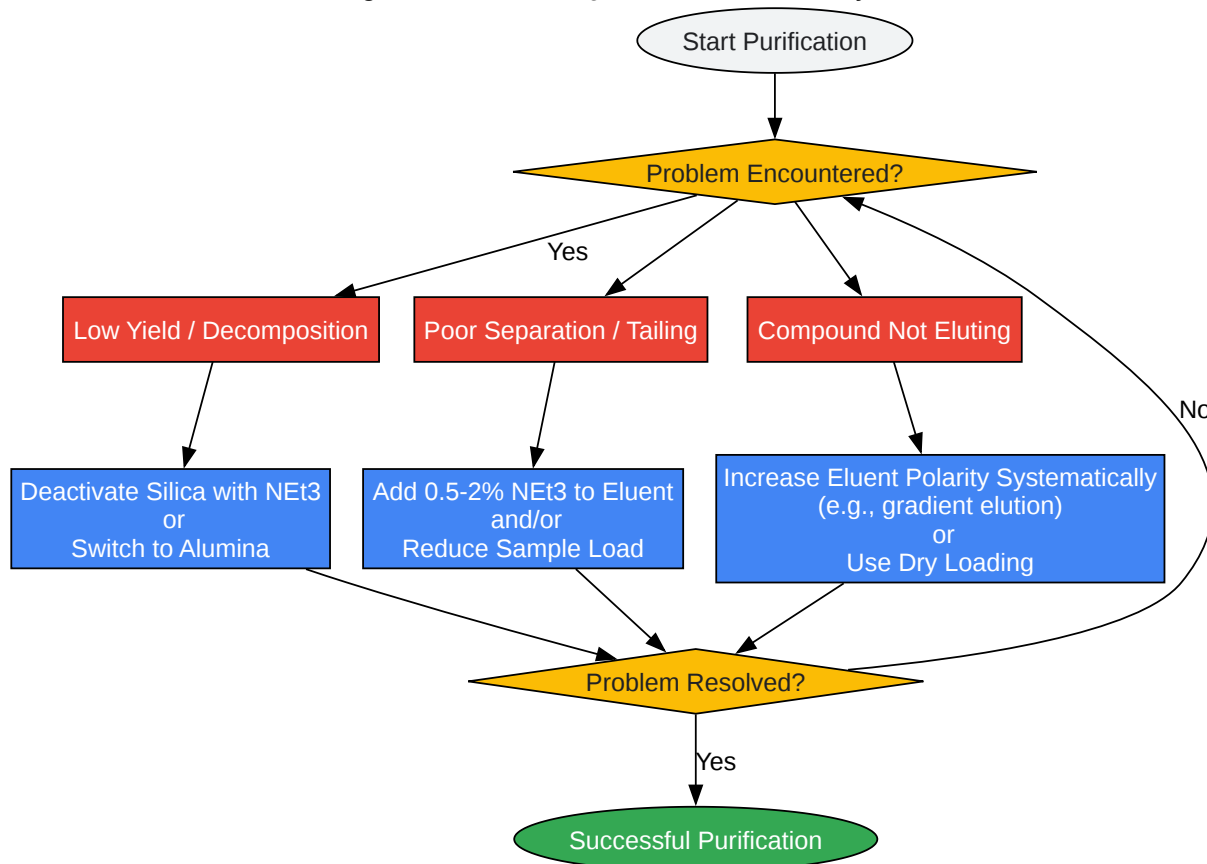 Start Purification
Problem Encountered?
Yes
Low Yield / Decomposition
Poor Separation / Tailing
Compound Not Eluting
No
Deactivate Silica with NEt3
or
Switch to Alumina
Add 0.5-2% NEt3 to Eluent
and/or
Reduce Sample Load
Increase Eluent Polarity Systematically
(e.g., gradient elution)
or
Use Dry Loading
Problem Resolved?
Yes
Successful Purification